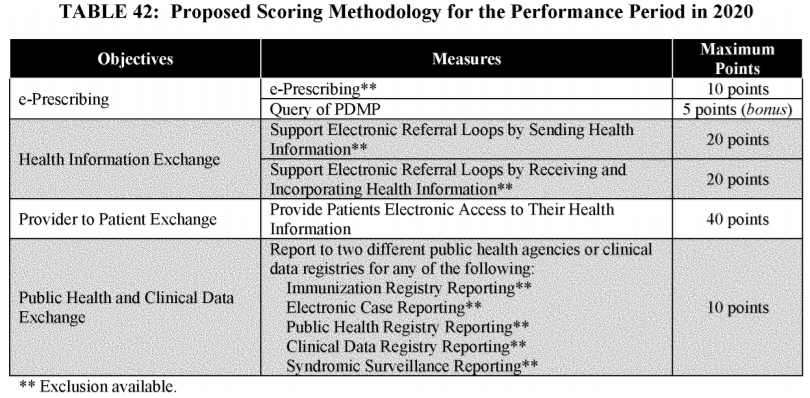 TABLE 42: Proposed Scoring Methodology for the Performance Period in 2020
Objectives
Measures
Maximum
Points
e-Prescribing
e-Prescribing**
10 points
Query of PDMP
5 points (bonus)
Health Information Exchange
Support Electronic Referral Loops by Sending Health
Information**
20 points
Support Electronic Referral Loops by Receiving and
Incorporating Health Information**
20 points
Provider to Patient Exchange
Provide Patients Electronic Access to Their Health
Information
40 points
Public Health and Clinical Data
Exchange
Report to two different public health agencies or clinical
data registries for any of the following:
Immunization Registry Reporting**
Electronic Case Reporting**
Public Health Registry Reporting**
Clinical Data Registry Reporting**
Syndromic Surveillance Reporting**
10 points
** Exclusion available.